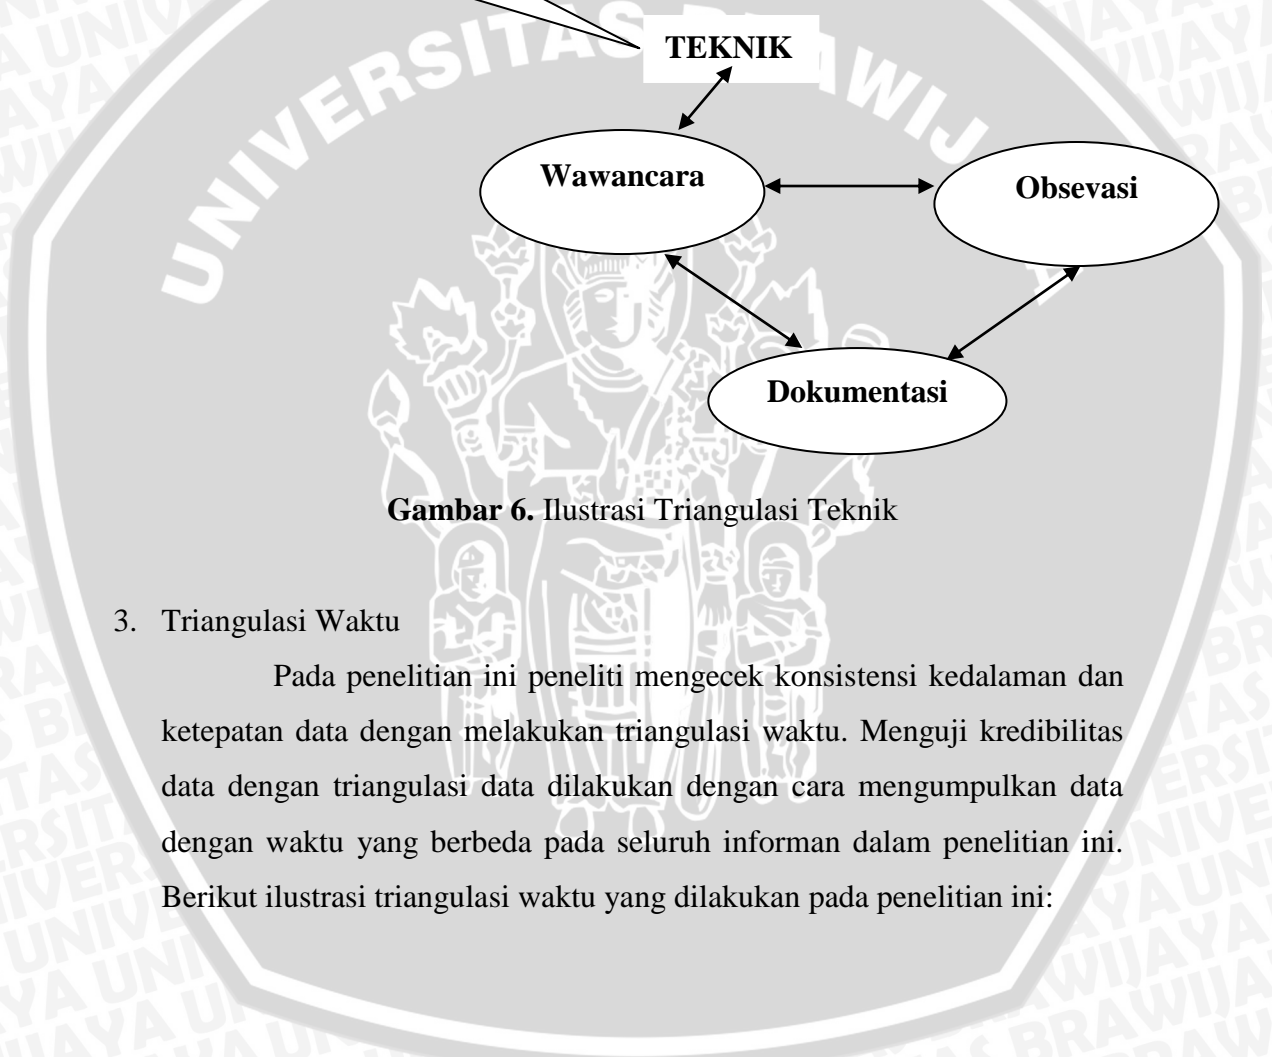 TEKNIK
Wawancara
Obsevasi
Dokumentasi
Gambar 6. Ilustrasi Triangulasi Teknik
3. Triangulasi Waktu
Pada penelitian ini peneliti mengecek konsistensi kedalaman dan
ketepatan data dengan melakukan triangulasi waktu. Menguji kredibilitas
data dengan triangulasi data dilakukan dengan cara mengumpulkan data
dengan waktu yang berbeda pada seluruh informan dalam penelitian ini.
Berikut ilustrasi triangulasi waktu yang dilakukan pada penelitian ini: